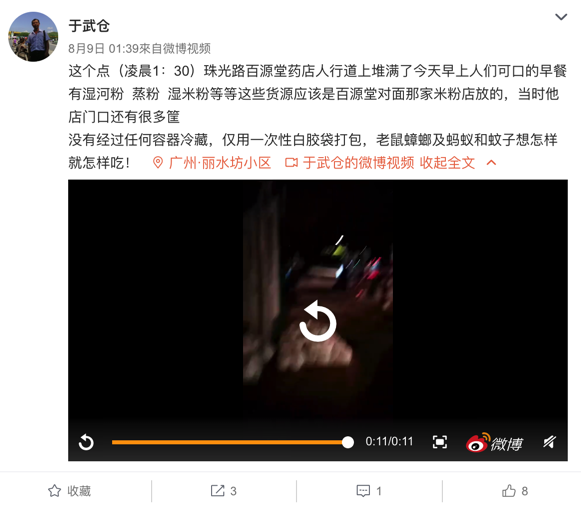 于武仓
8月9日 01:39來自微博视频
这个点（凌晨1：30）珠光路百源堂药店人行道上堆满了今天早上人们可口的早餐
有湿河粉 蒸粉 湿米粉等等这些货源应该是百源堂对面那家米粉店放的，当时他
店门口还有很多筐
没有经过任何容器冷藏，仅用一次性白胶袋打包，老鼠蟑螂及蚂蚁和蚊子想怎样
就怎样吃！ 广州·丽水坊小区 于武仓的微博视频 收起全文
0:11/0:11 微博
收藏 3 1 8